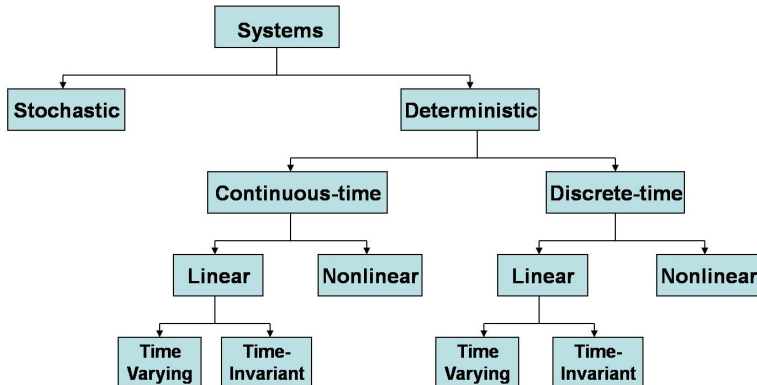 Systems
Stochastic
Deterministic
Continuous-time
Discrete-time
Linear
Nonlinear
Linear
Nonlinear
Time
Varying
Time-
Invariant
Time
Varying
Time-
Invariant